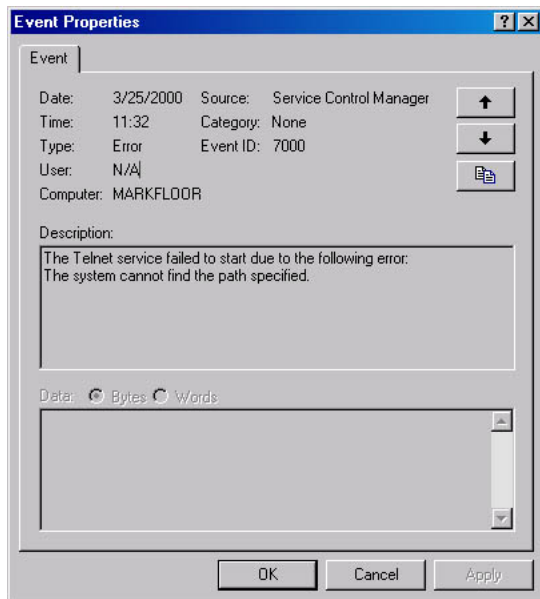 Event Properties
Event
Date: 3/25/2000 Source: Service Control Manager
Time: 11:32 Category: None
Type: Error Event ID: 7000
User: N/A
Computer: MARKFLOOR
Description:
The Telnet service failed to start due to the following error:
The system cannot find the path specified.
Data: Bytes Words
OK Cancel Apply